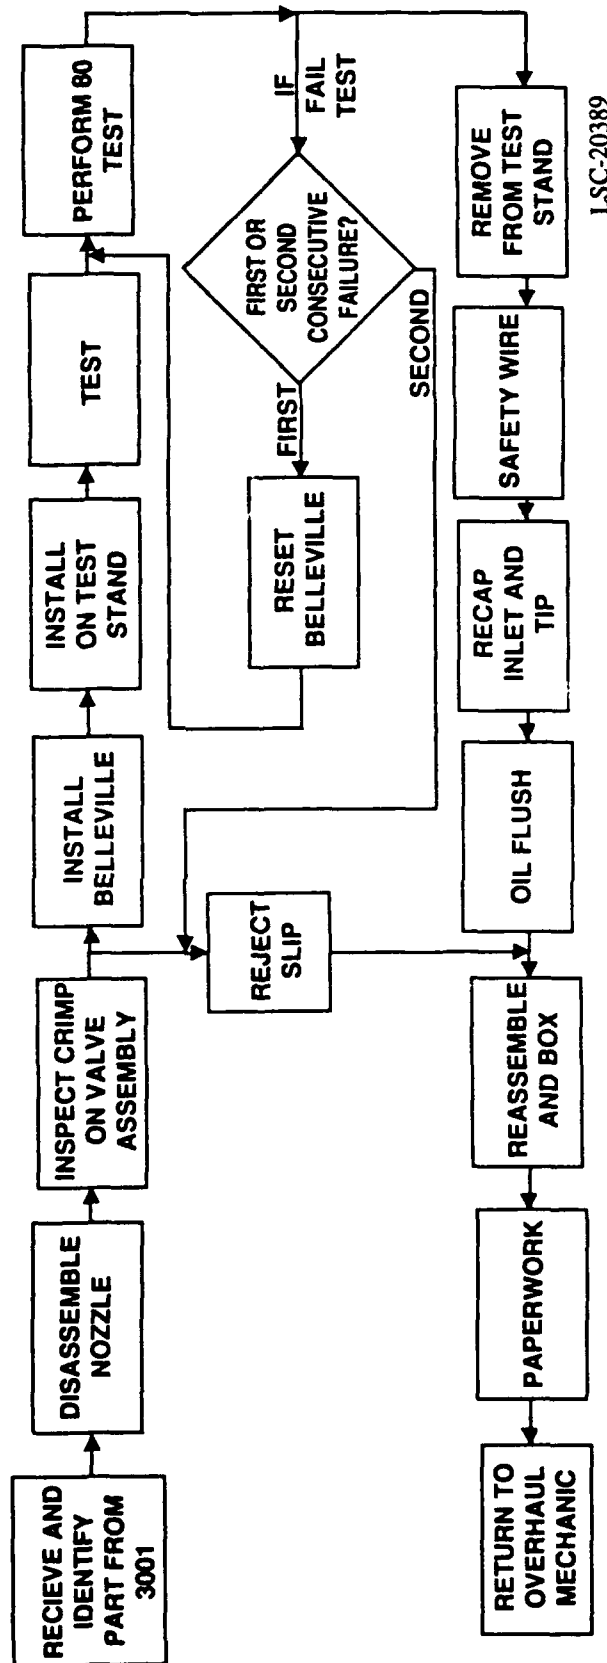 RECIEVE AND
IDENTIFY
PART FROM
3001
DISASSEMBLE
NOZZLE
INSPECT CRIMP
ON VALVE
ASSEMBLY
INSTALL
BELLEVILLE
INSTALL
ON TEST
STAND
TEST
PERFORM 80
TEST
IF
FAIL
TEST
FIRST OR
SECOND
CONSECUTIVE
FAILURE?
FIRST
SECOND
RESET
BELLEVILLE
REJECT
SLIP
REMOVE
FROM TEST
STAND
SAFETY WIRE
RECAP
INLET AND
TIP
OIL FLUSH
REASSEMBLE
AND BOX
PAPERWORK
RETURN TO
OVERHAUL
MECHANIC
LSC-20389